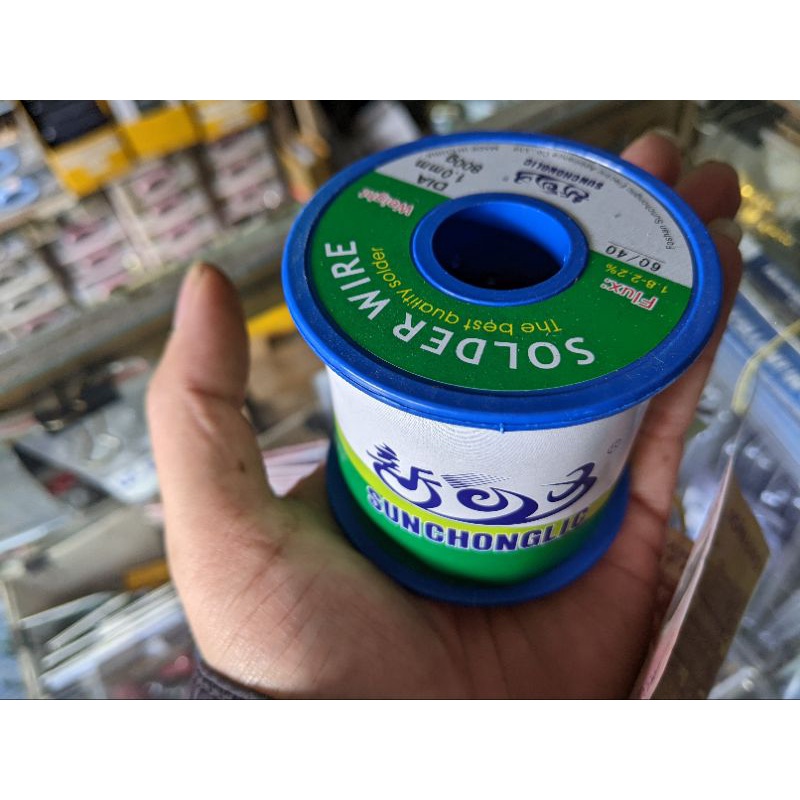 SOLDER WIRE
The best quality solder
Flux:
1.8-2.2%
60/40
SUNCHONGLIC
DIA
1.0mm
800g
Weight
SUNCHONGLIC